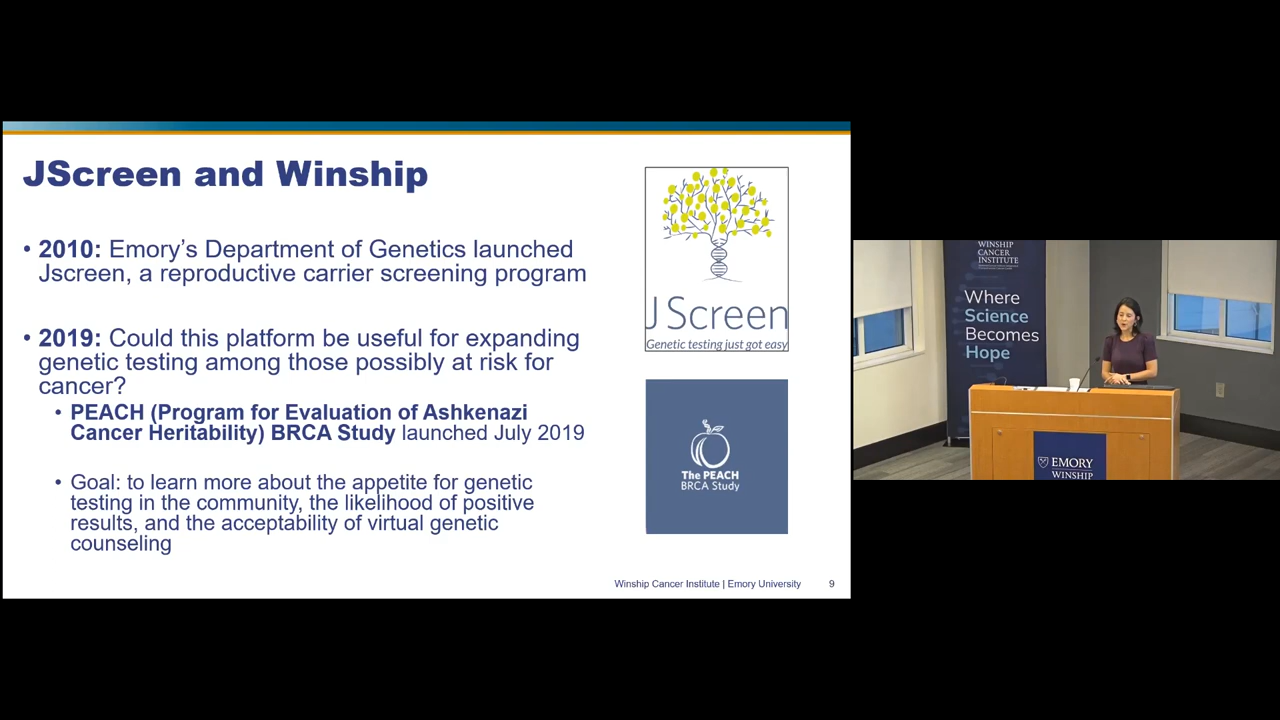 JScreen and Winship
• 2010: Emory's Department of Genetics launched
Jscreen, a reproductive carrier screening program
• 2019: Could this platform be useful for expanding
genetic testing among those possibly at risk for
cancer?
• PEACH (Program for Evaluation of Ashkenazi
Cancer Heritability) BRCA Study launched July 2019
• Goal: to learn more about the appetite for genetic
testing in the community, the likelihood of positive
results, and the acceptability of virtual genetic
counseling
J Screen
Genetic testing just got easy
The PEACH
BRCA Study
Winship Cancer Institute | Emory University
9
WINSHIP
CANCER
INSTITUTE
Where
Science
Becomes
Hope
EMORY
WINSHIP